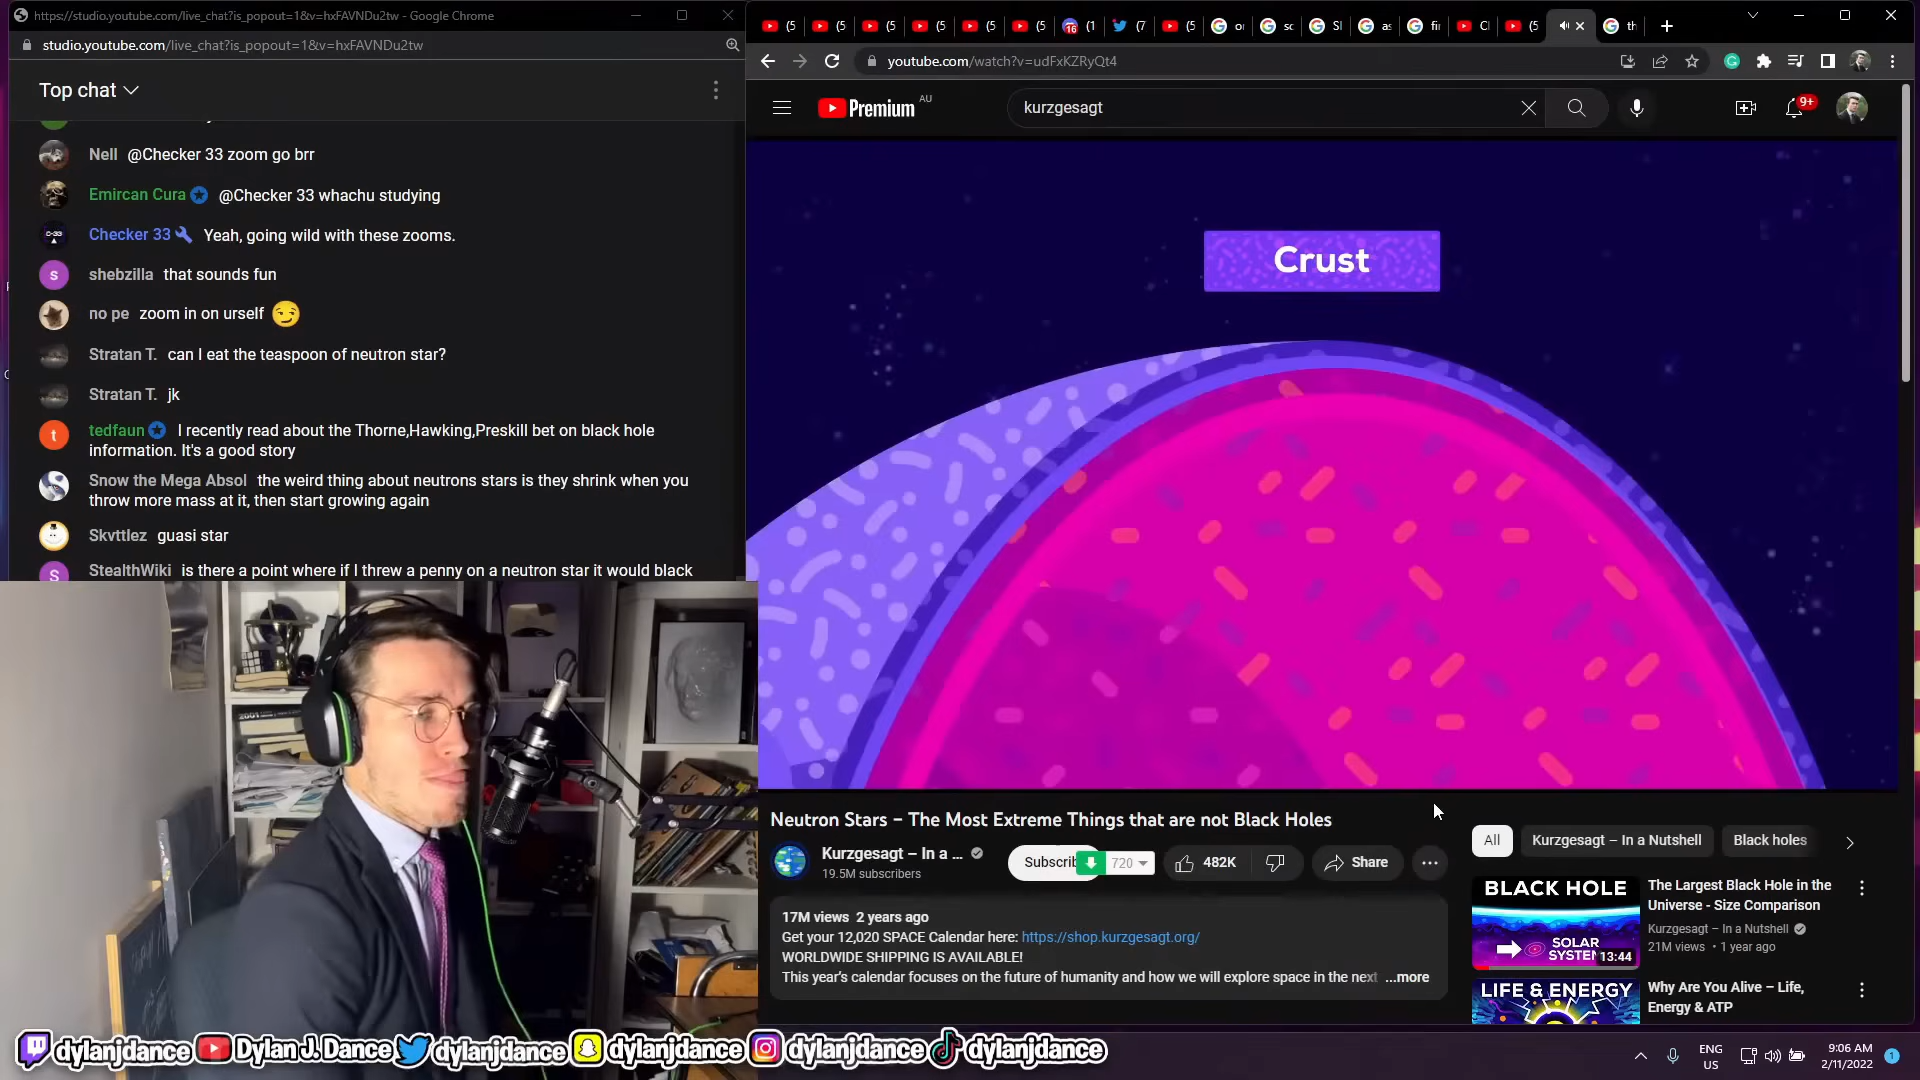 https://studio.youtube.com/live_chat?is_popout=1&v=hxFAVNDu2tw - Google Chrome
studio.youtube.com/live_chat?is_popout=1&v=hxFAVNDu2tw
Top chat
Nell @Checker 33 zoom go brr
Emircan Cura @Checker 33 whachu studying
Checker 33 Yeah, going wild with these zooms.
shebzilla that sounds fun
no pe zoom in on urself
Stratan T. can I eat the teaspoon of neutron star?
Stratan T. jk
tedfaun I recently read about the Thorne,Hawking,Preskill bet on black hole
information. It's a good story
Snow the Mega Absol the weird thing about neutrons stars is they shrink when you
throw more mass at it, then start growing again
Skvttlez guasi star
StealthWiki is there a point where if I threw a penny on a neutron star it would black
youtube.com/watch?v=udFxKZRyQt4
Premium AU
kurzgesagt
9+
Crust
Neutron Stars – The Most Extreme Things that are not Black Holes
Kurzgesagt – In a ...
19.5M subscribers
Subscrib
720
482K
Share
17M views 2 years ago
Get your 12,020 SPACE Calendar here: https://shop.kurzgesagt.org/
WORLDWIDE SHIPPING IS AVAILABLE!
This year's calendar focuses on the future of humanity and how we will explore space in the next ...more
All
Kurzgesagt – In a Nutshell
Black holes
BLACK HOLE
SOLAR
SYSTEM
13:44
The Largest Black Hole in the
Universe - Size Comparison
Kurzgesagt – In a Nutshell
21M views • 1 year ago
LIFE & ENERGY
Why Are You Alive – Life,
Energy & ATP
dylanjdance Dylan J. Dance dylanjdance dylanjdance dylanjdance dylanjdance
ENG
US
9:06 AM
2/11/2022
1